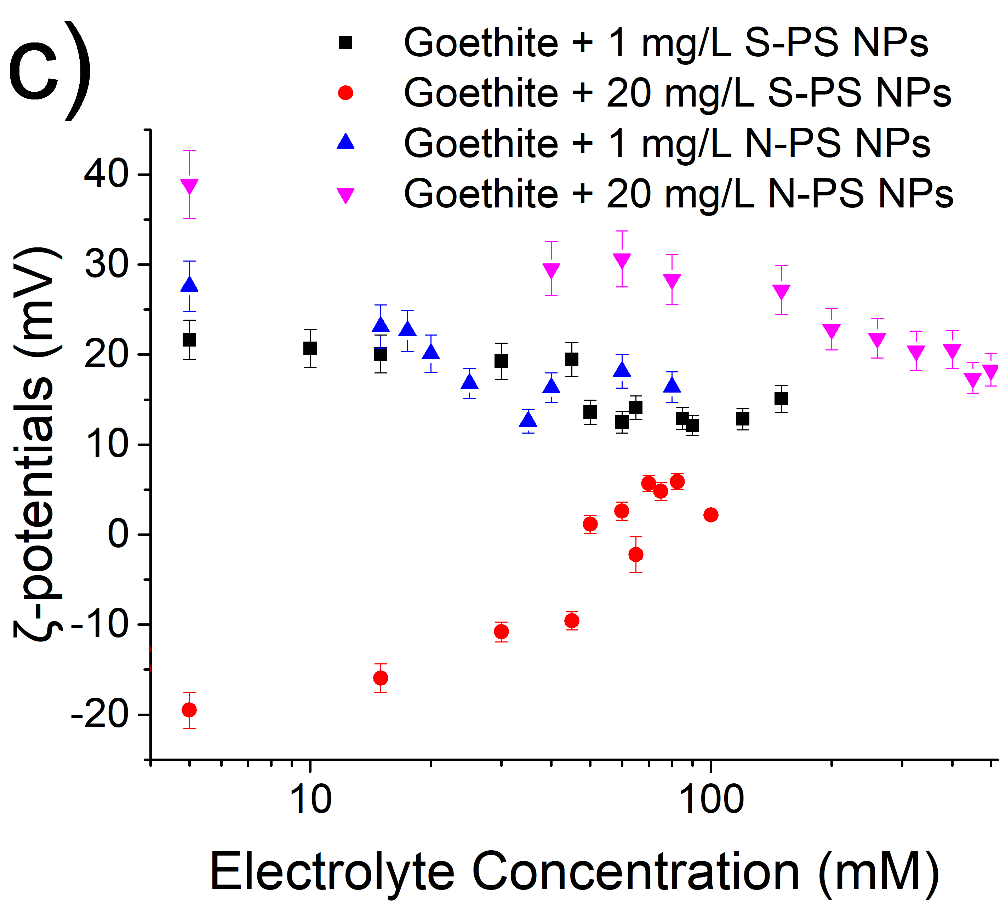 c)
Goethite + 1 mg/L S-PS NPs
Goethite + 20 mg/L S-PS NPs
Goethite + 1 mg/L N-PS NPs
Goethite + 20 mg/L N-PS NPs
ζ-potentials (mV)
40
30
20
10
0
-10
-20
10
100
Electrolyte Concentration (mM)